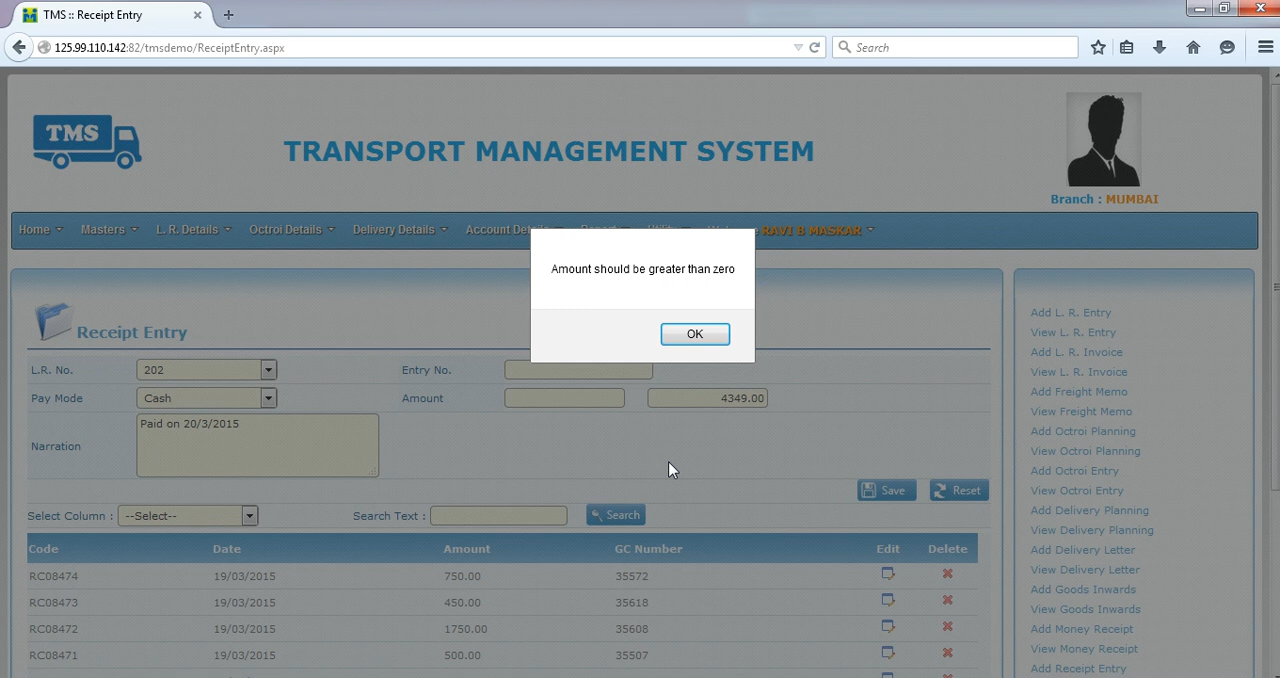 TMS :: Receipt Entry
125.99.110.142:82/tmsdemo/ReceiptEntry.aspx
Search
TMS
TRANSPORT MANAGEMENT SYSTEM
Branch : MUMBAI
Home Masters L. R. Details Octroi Details Delivery Details Account Details RAVI B MASKAR
Amount should be greater than zero
OK
Receipt Entry
L.R. No. 202 Entry No.
Pay Mode Cash Amount 4349.00
Narration Paid on 20/3/2015
Save Reset
Select Column : --Select-- Search Text : Search
Code Date Amount GC Number Edit Delete
RC08474 19/03/2015 750.00 35572
RC08473 19/03/2015 450.00 35618
RC08472 19/03/2015 1750.00 35608
RC08471 19/03/2015 500.00 35507
Add L. R. Entry
View L. R. Entry
Add L. R. Invoice
View L. R. Invoice
Add Freight Memo
View Freight Memo
Add Octroi Planning
View Octroi Planning
Add Octroi Entry
View Octroi Entry
Add Delivery Planning
View Delivery Planning
Add Delivery Letter
View Delivery Letter
Add Goods Inwards
View Goods Inwards
Add Money Receipt
View Money Receipt
Add Receipt Entry